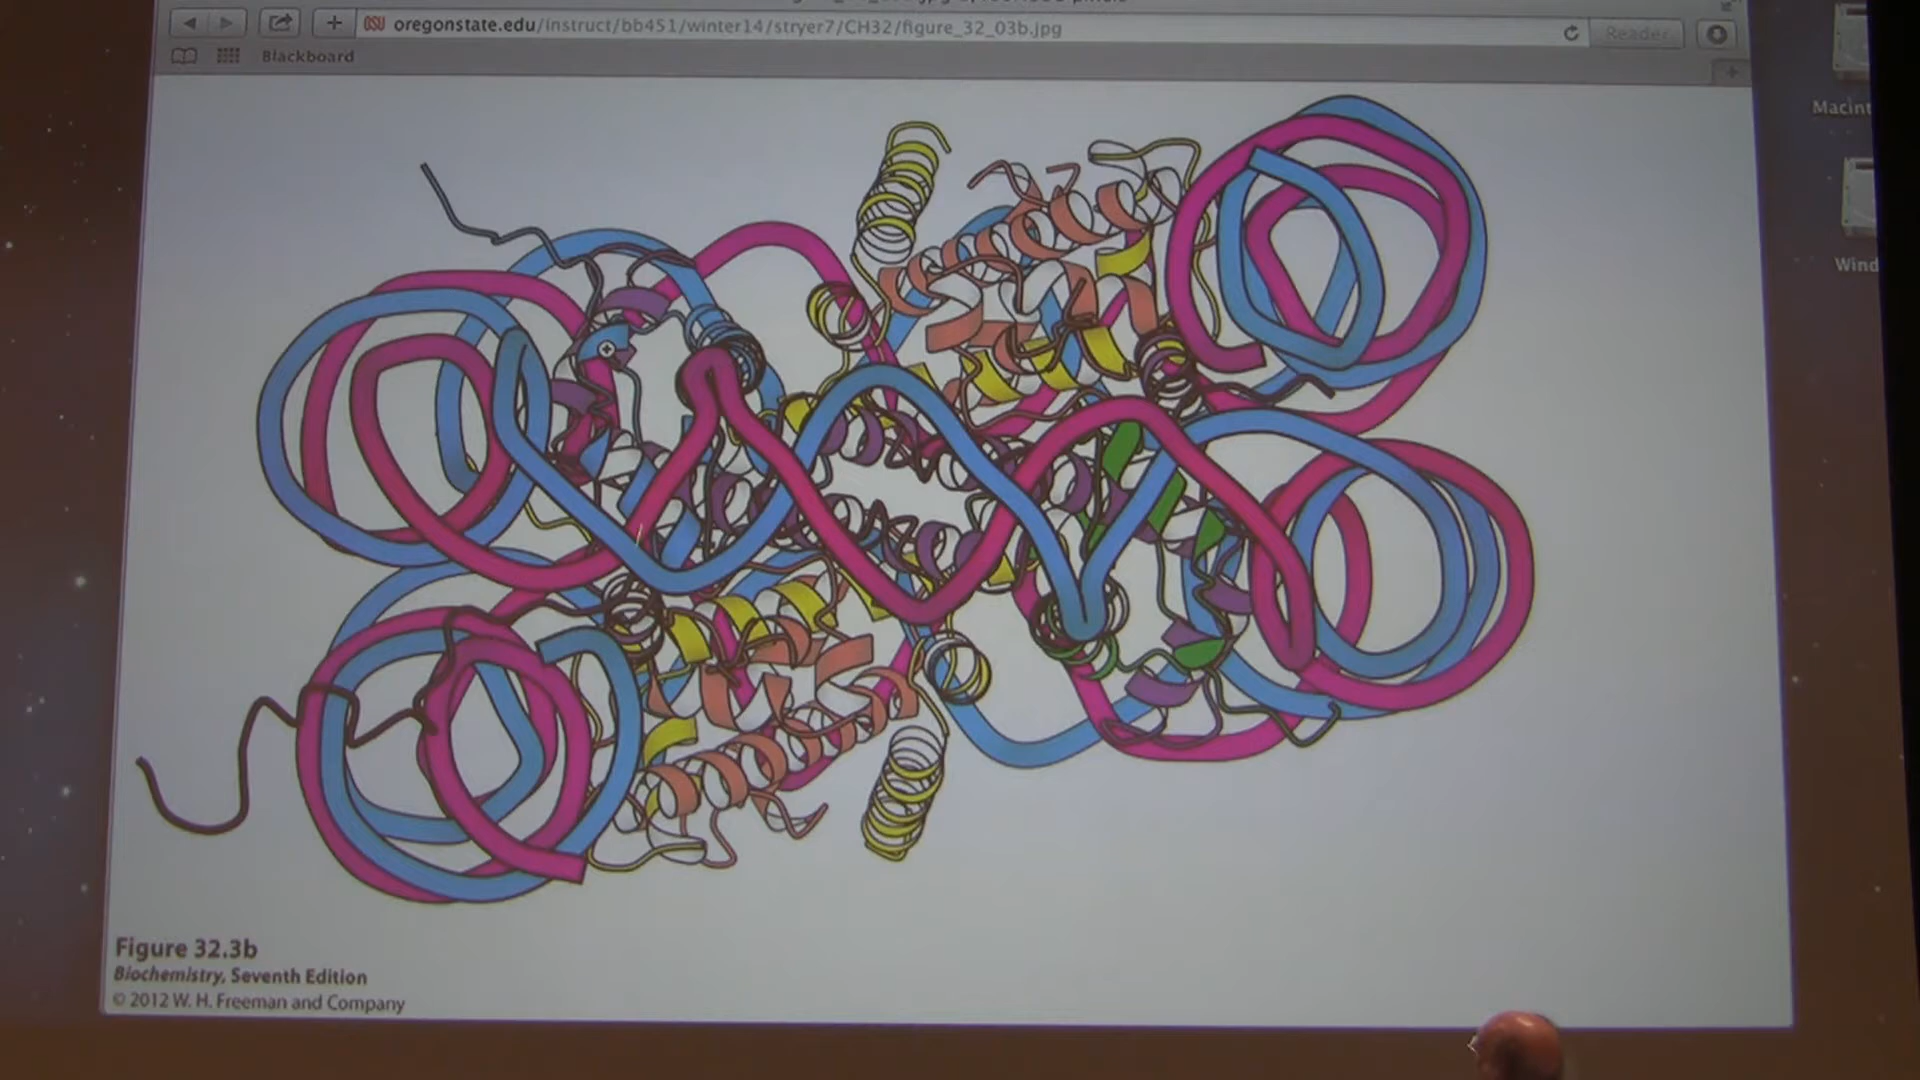 oregonstate.edu/instruct/bb451/winter14/stryer7/CH32/figure_32_03b.jpg
Reader
Blackboard
Macint
Wind
Figure 32.3b
Biochemistry, Seventh Edition
© 2012 W. H. Freeman and Company